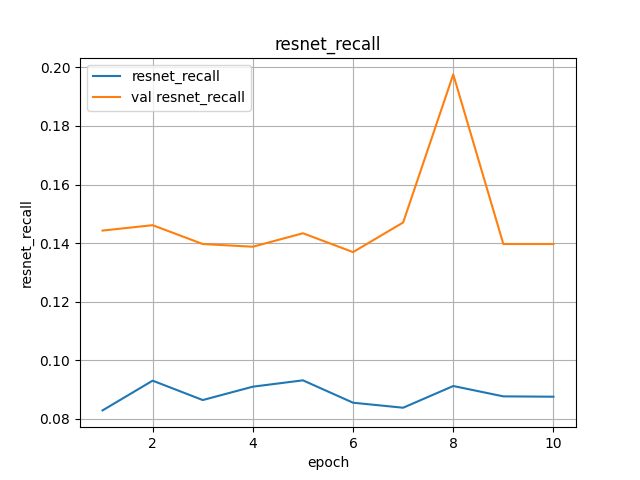 resnet_recall
resnet_recall
val resnet_recall
0.20
0.18
0.16
0.14
0.12
0.10
0.08
resnet_recall
2
4
6
8
10
epoch